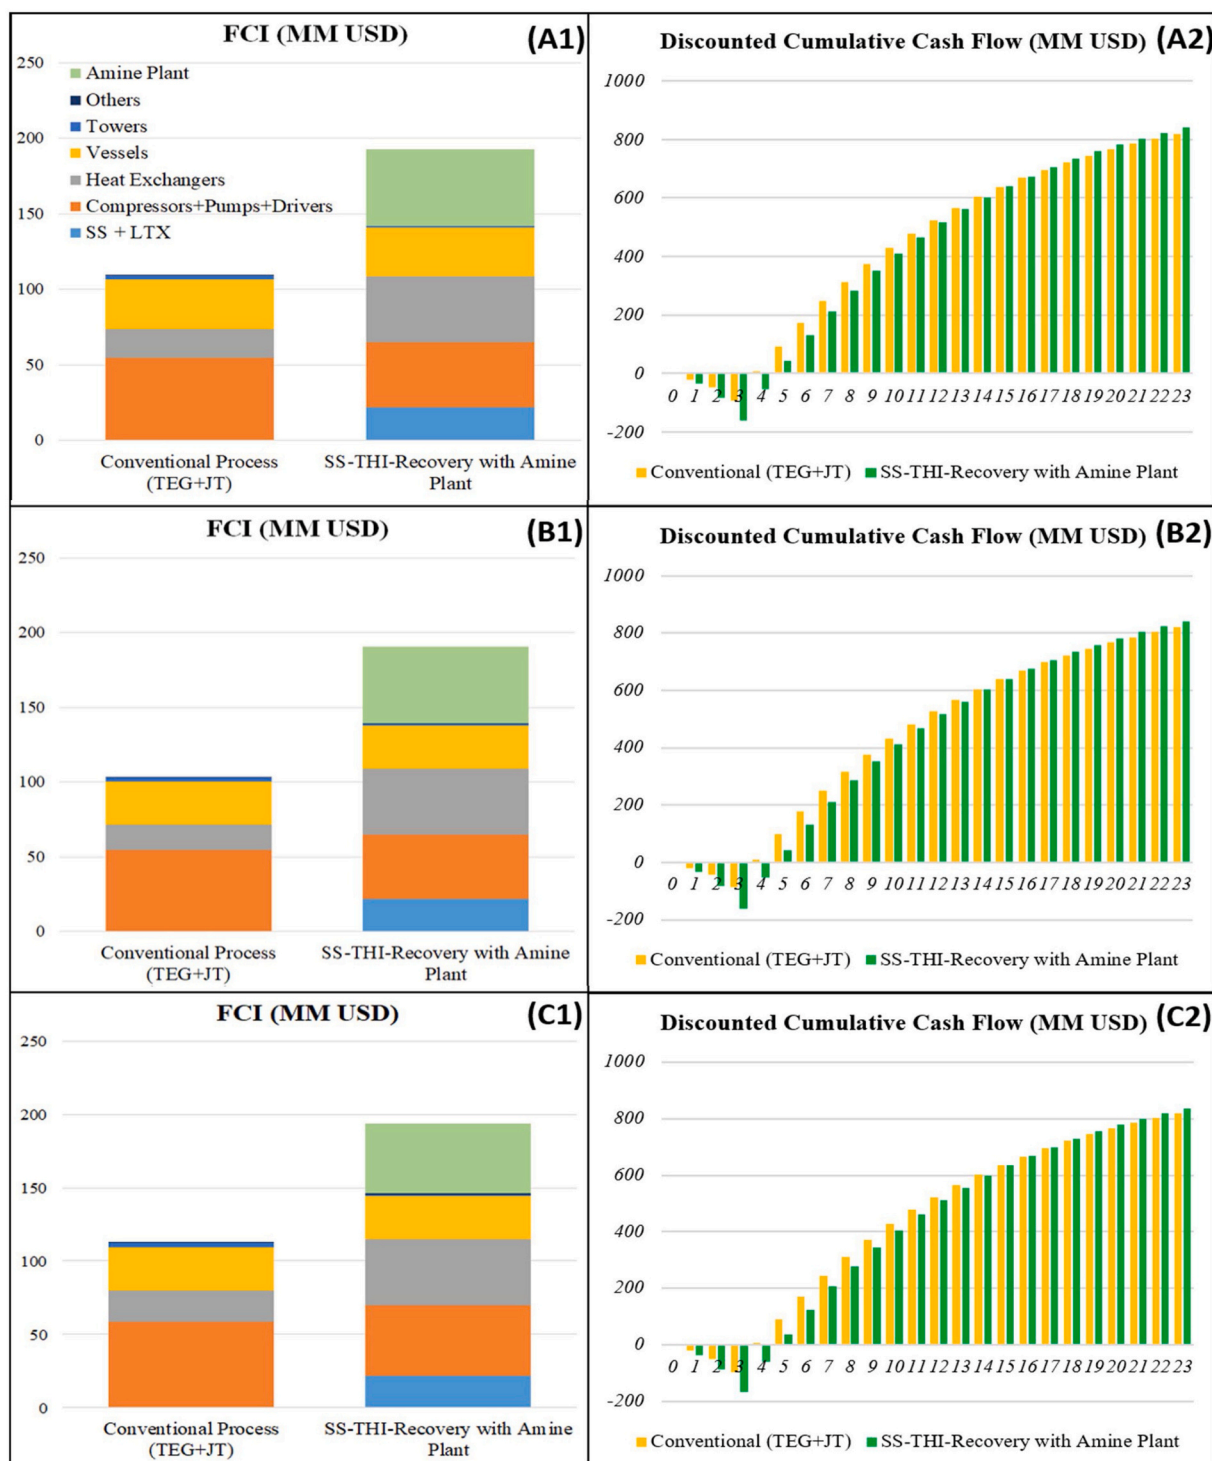 FCI (MM USD)
(A1)
250
200
150
100
50
0
Amine Plant
Others
Towers
Vessels
Heat Exchangers
Compressors+Pumps+Drivers
SS + LTX
Conventional Process
(TEG+JT)
SS-THI-Recovery with Amine
Plant
Discounted Cumulative Cash Flow (MM USD)
(A2)
1000
800
600
400
200
0
-200
0 1 2 3 4 5 6 7 8 9 10 11 12 13 14 15 16 17 18 19 20 21 22 23
Conventional (TEG+JT)
SS-THI-Recovery with Amine Plant
FCI (MM USD)
(B1)
250
200
150
100
50
0
Conventional Process
(TEG+JT)
SS-THI-Recovery with Amine
Plant
Discounted Cumulative Cash Flow (MM USD)
(B2)
1000
800
600
400
200
0
-200
0 1 2 3 4 5 6 7 8 9 10 11 12 13 14 15 16 17 18 19 20 21 22 23
Conventional (TEG+JT)
SS-THI-Recovery with Amine Plant
FCI (MM USD)
(C1)
250
200
150
100
50
0
Conventional Process
(TEG+JT)
SS-THI-Recovery with Amine
Plant
Discounted Cumulative Cash Flow (MM USD)
(C2)
1000
800
600
400
200
0
-200
0 1 2 3 4 5 6 7 8 9 10 11 12 13 14 15 16 17 18 19 20 21 22 23
Conventional (TEG+JT)
SS-THI-Recovery with Amine Plant